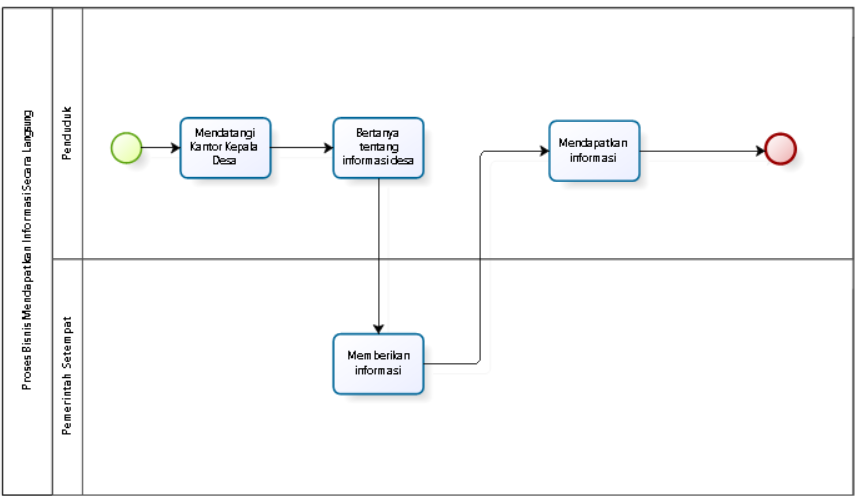 Proses Bisnis Mendapatkan Informasi Secara Langsung
Penduduk
Mendatangi
Kantor Kepala
Desa
Bertanya
tentang
informasi desa
Mendapatkan
informasi
Pemerintah Setempat
Memberikan
informasi